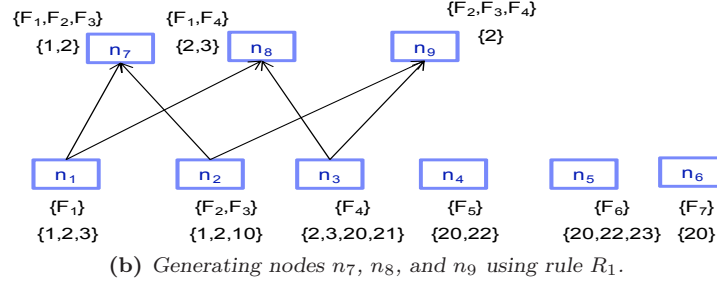 {F₁,F₂,F₃} {F₁,F₄} {F₂,F₃,F₄}
{1,2} n₇ {2,3} n₈ n₉ {2}
n₁ n₂ n₃ n₄ n₅ n₆
{F₁} {F₂,F₃} {F₄} {F₅} {F₆} {F₇}
{1,2,3} {1,2,10} {2,3,20,21} {20,22} {20,22,23} {20}
(b) Generating nodes n₇, n₈, and n₉ using rule R₁.